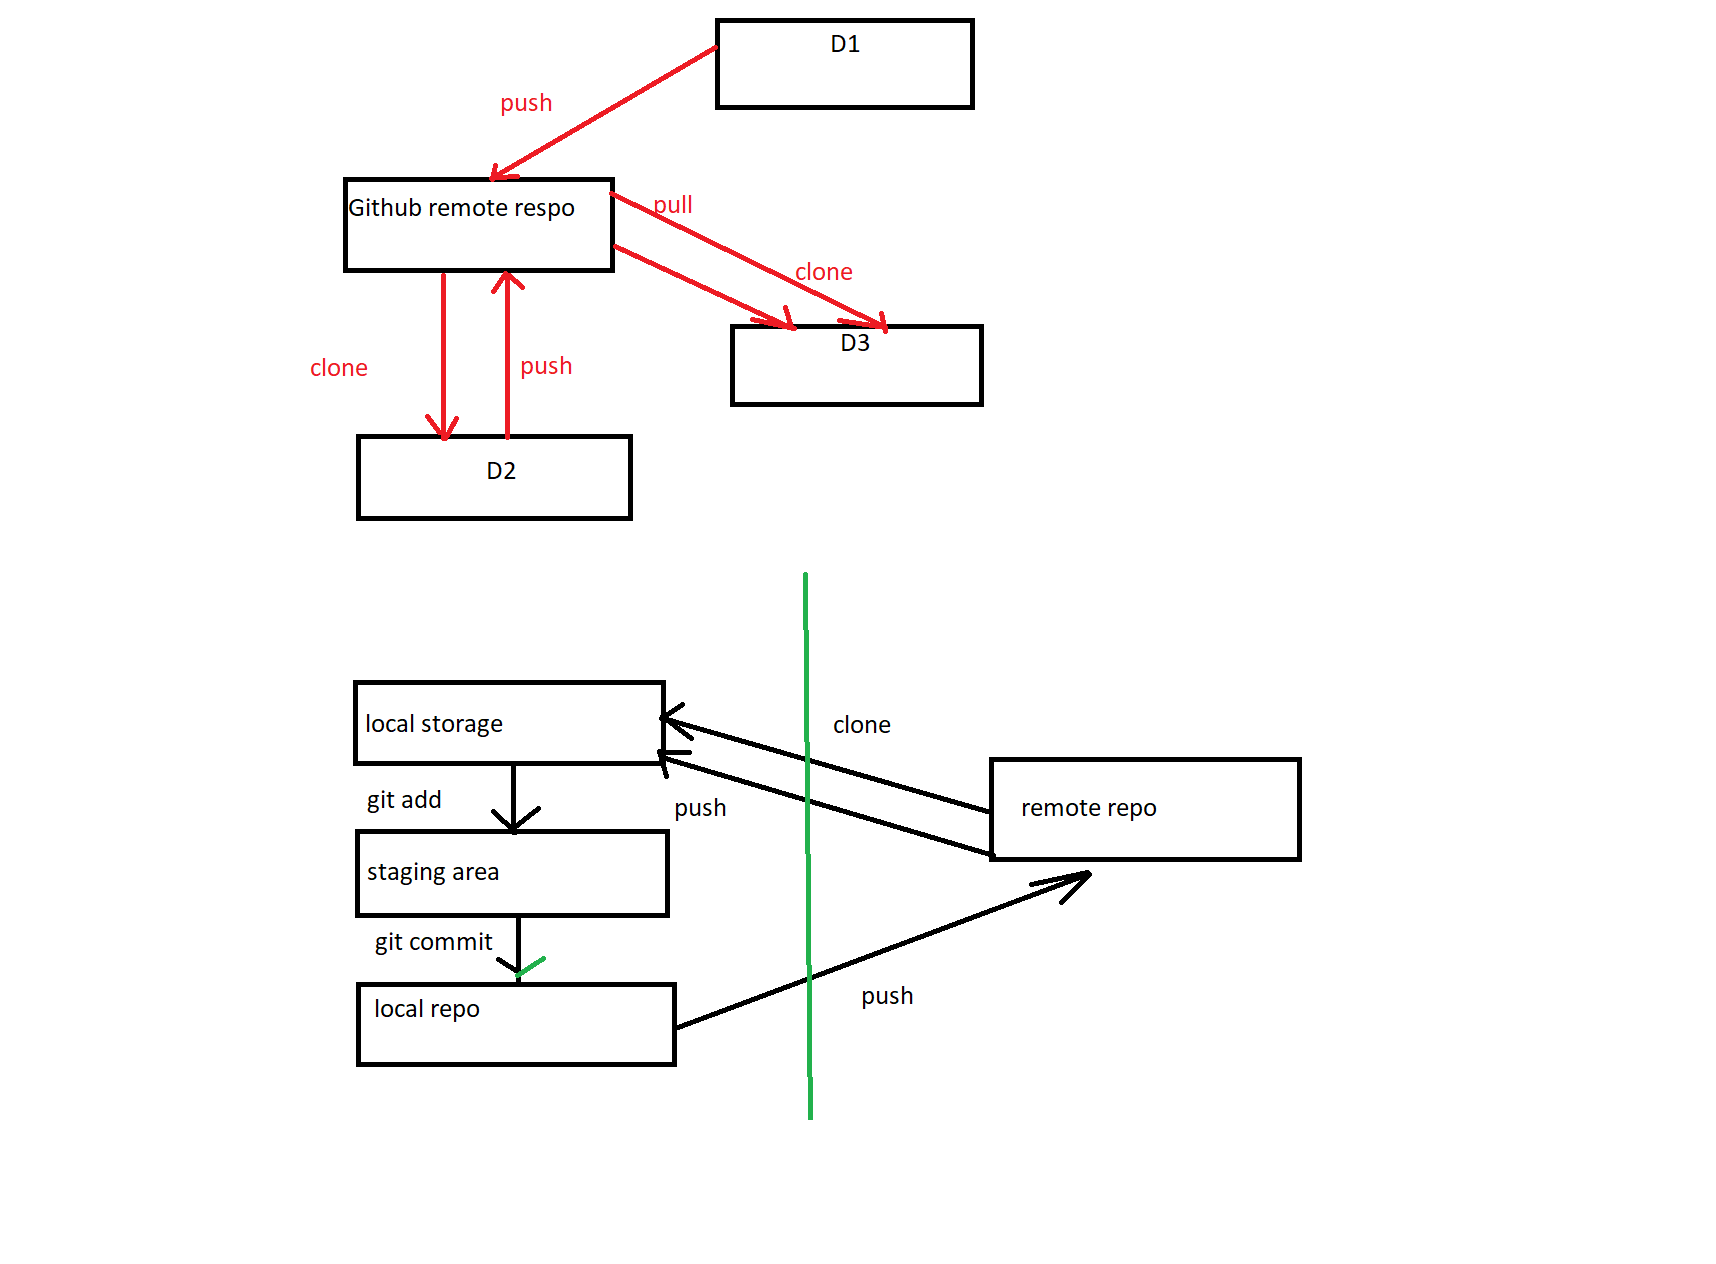 D1
push
Github remote respo
pull
clone
D3
clone
push
D2
local storage
clone
git add
push
remote repo
staging area
git commit
local repo
push